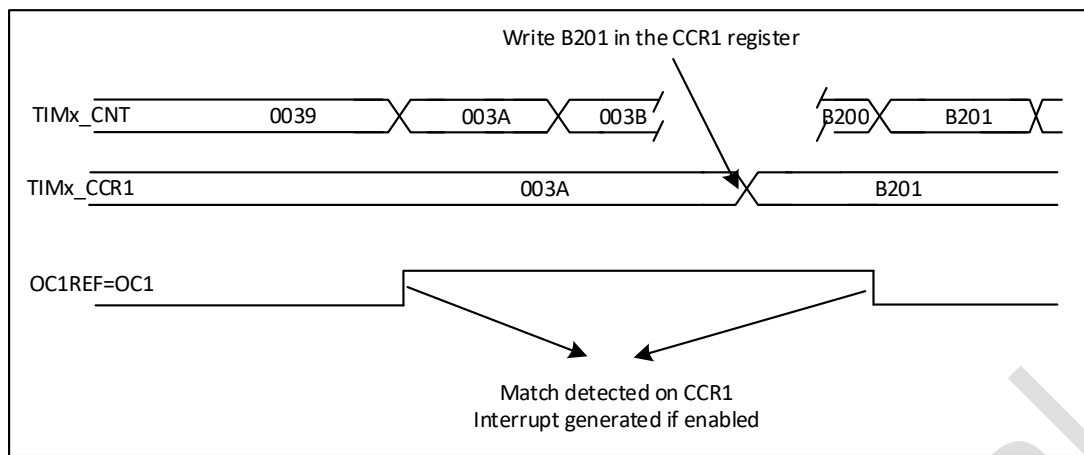 Write B201 in the CCR1 register
TIMx_CNT 0039 003A 003B B200 B201
TIMx_CCR1 003A B201
OC1REF=OC1
Match detected on CCR1
Interrupt generated if enabled